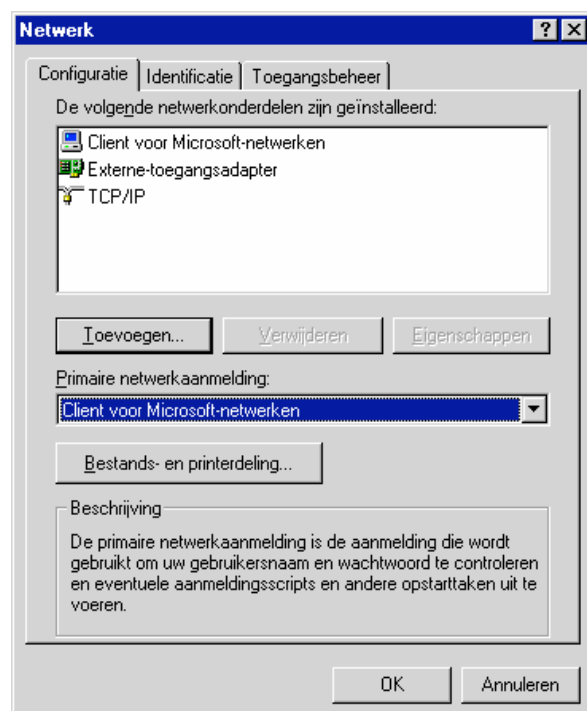 Netwerk
Configuratie Identificatie Toegangsbeheer
De volgende netwerkonderdelen zijn geïnstalleerd:
Client voor Microsoft-netwerken
Externe-toegangsadapter
TCP/IP
Toevoegen... Verwijderen Eigenschappen
Primaire netwerkaanmelding:
Client voor Microsoft-netwerken
Bestands- en printerdeling...
Beschrijving
De primaire netwerkaanmelding is de aanmelding die wordt
gebruikt om uw gebruikersnaam en wachtwoord te controleren
en eventuele aanmeldingsscripts en andere opstarttaken uit te
voeren.
OK Annuleren